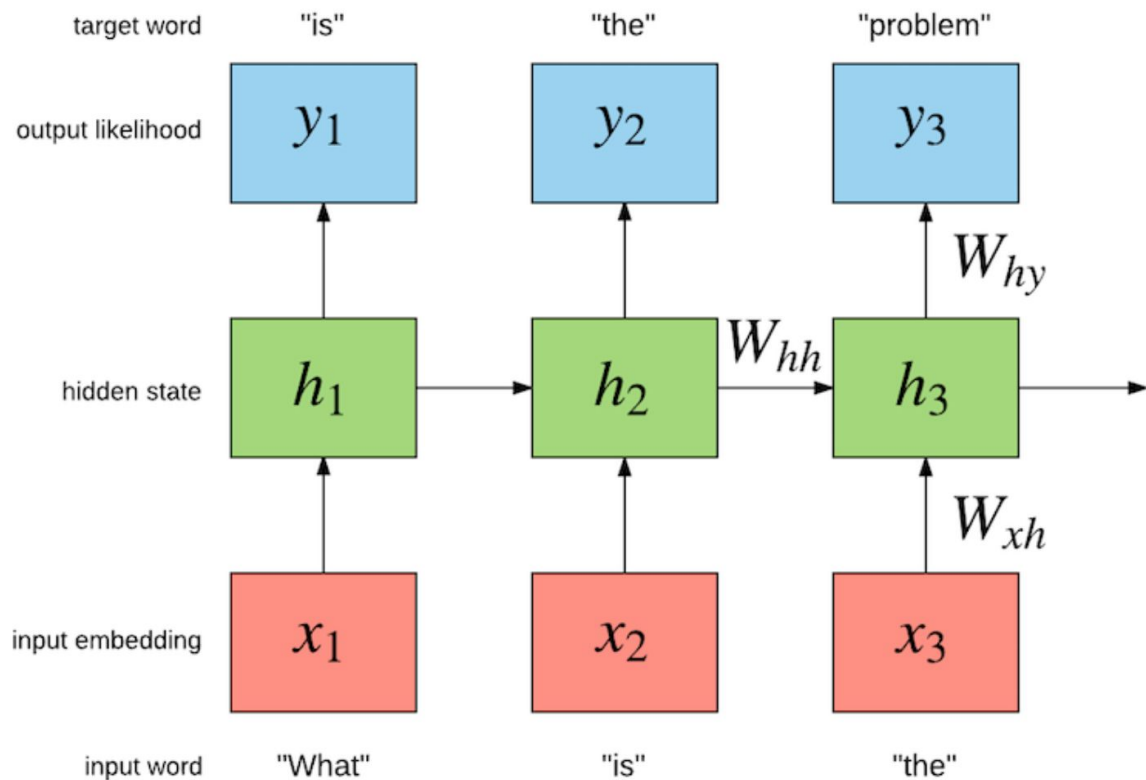 target word "is" "the" "problem"
output likelihood y₁ y₂ y₃
W_hy
W_hh
hidden state h₁ h₂ h₃
W_xh
input embedding x₁ x₂ x₃
input word "What" "is" "the"